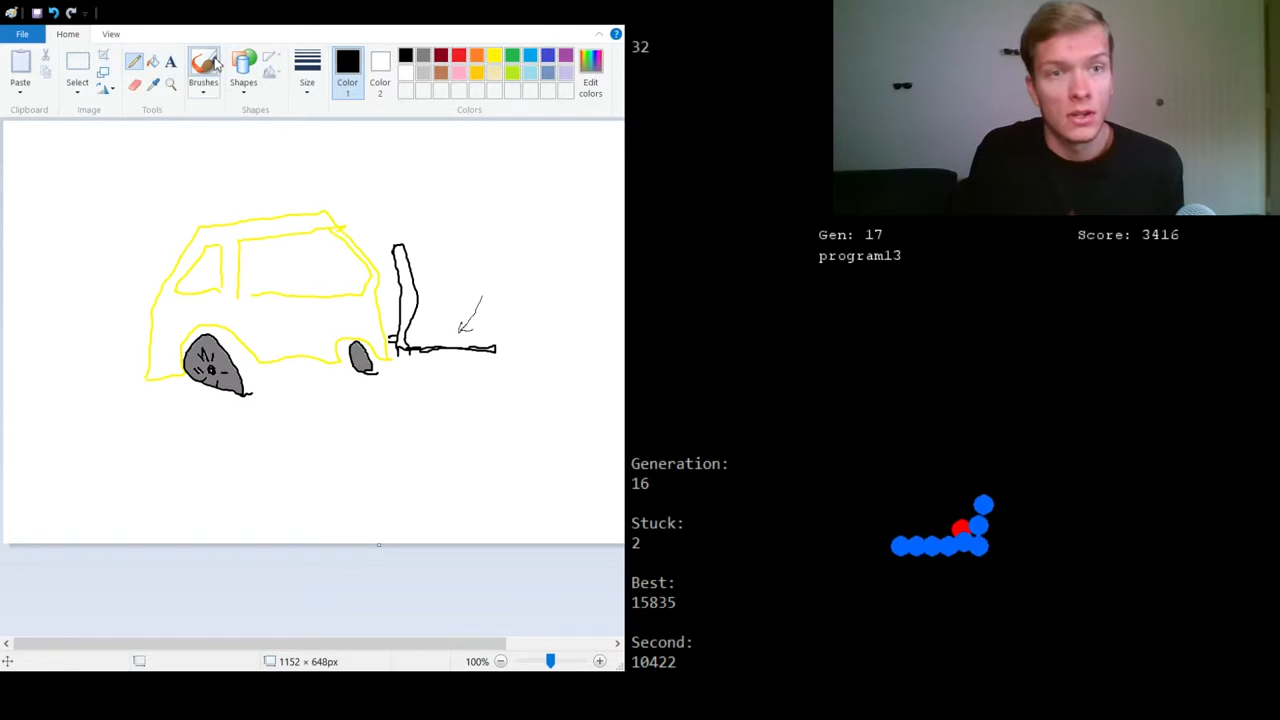 File Home View
Paste
Select
Brushes
Shapes
Size
Color 1
Color 2
Edit colors
Clipboard Image Tools Shapes Colors
1152 × 648px 100%
32
Gen: 17 Score: 3416
program13
Generation:
16
Stuck:
2
Best:
15835
Second:
10422